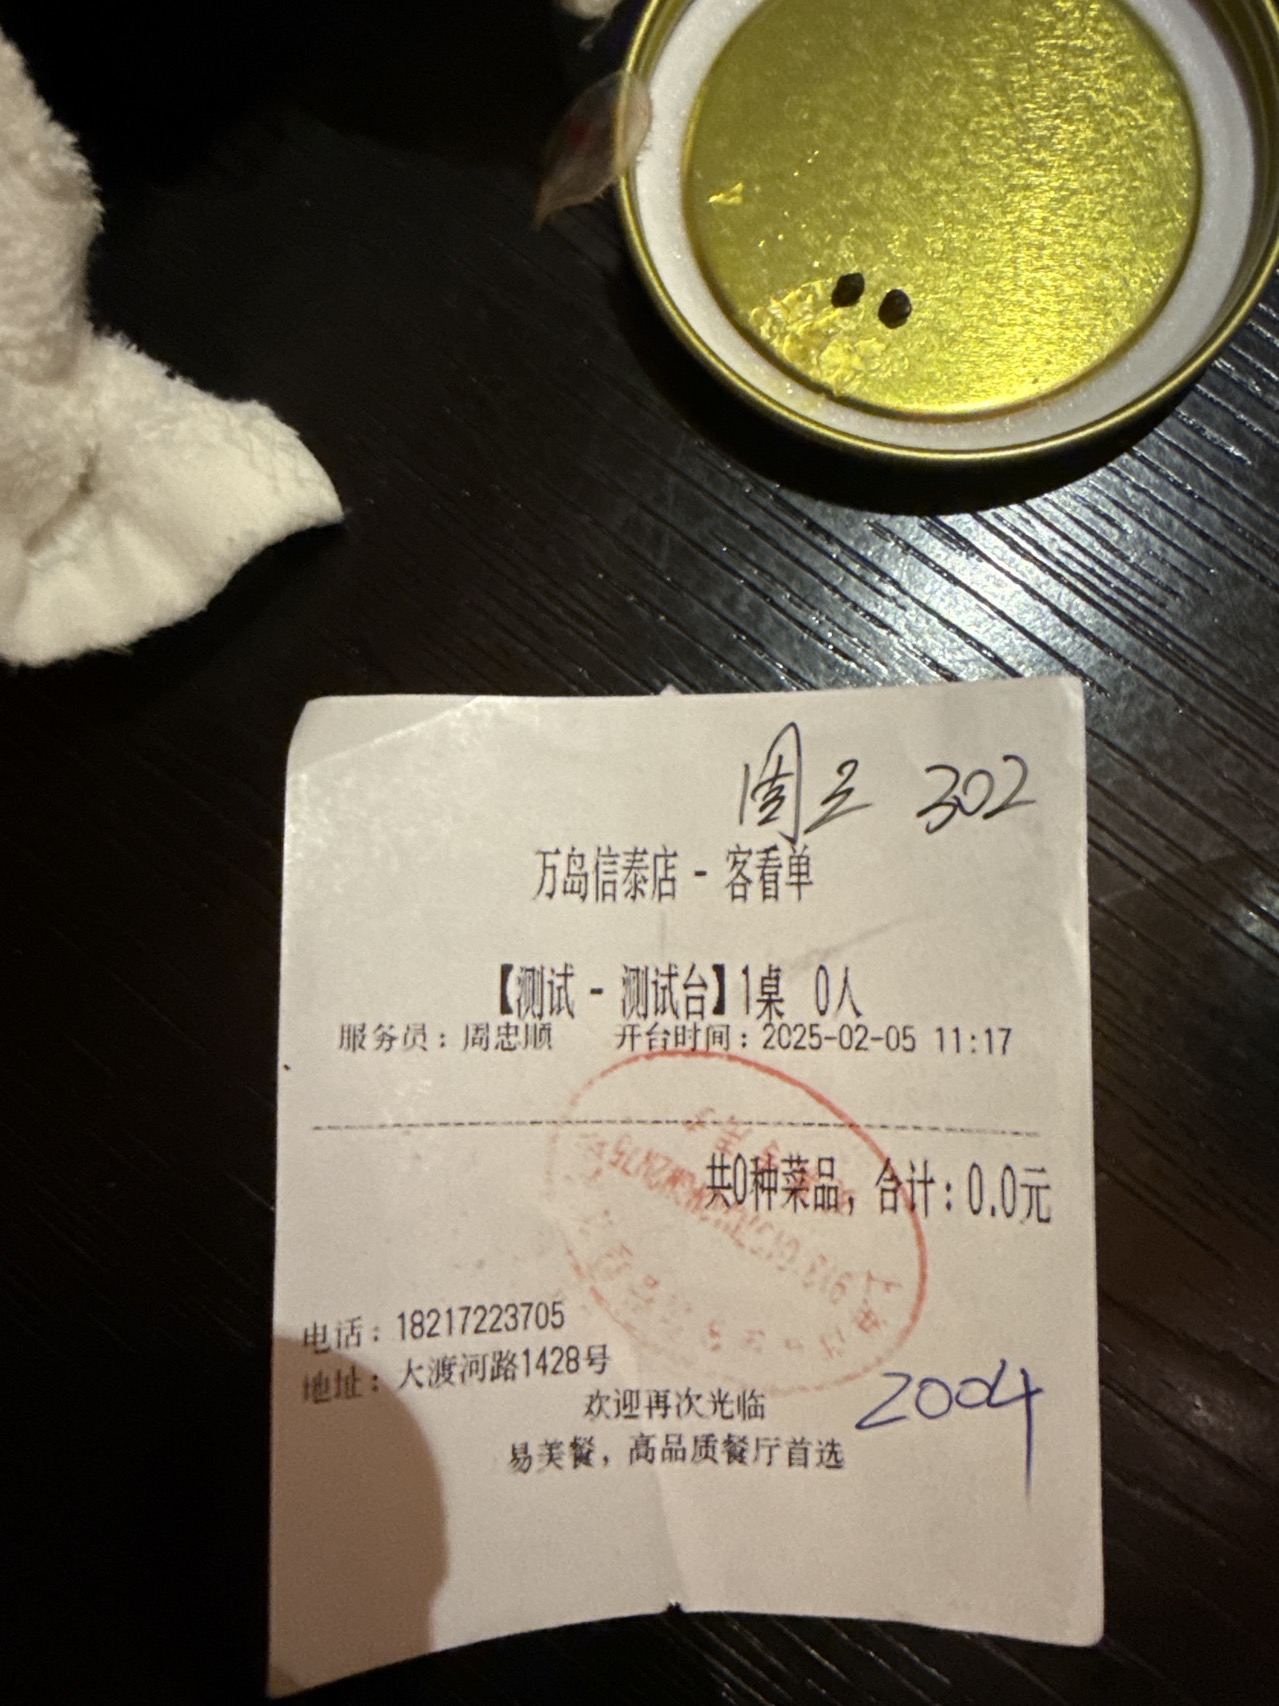 周 302
万岛信泰店 - 客看单
【测试 - 测试台】1桌 0人
服务员：周忠顺 开台时间：2025-02-05 11:17
共0种菜品，合计：0.0元
电话：18217223705
地址：大渡河路1428号
欢迎再次光临
2004
易美餐，高品质餐厅首选